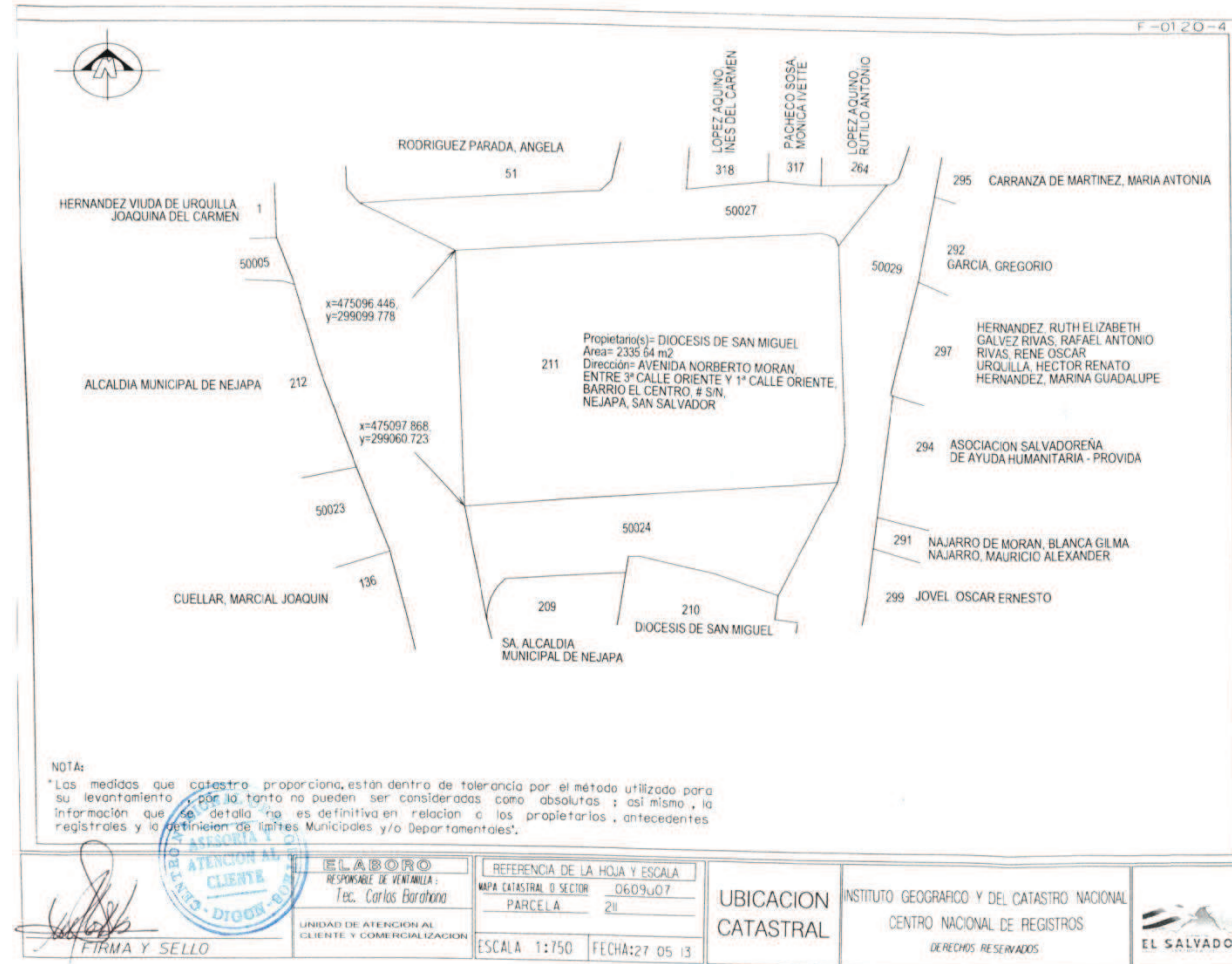 F-0120-4
LOPEZ AQUINO,
INES DEL CARMEN
PACHECO SOSA,
MONICA IVETTE
LOPEZ AQUINO,
RUTILIO ANTONIO
RODRIGUEZ PARADA, ANGELA
51
318
317
264
295 CARRANZA DE MARTINEZ, MARIA ANTONIA
HERNANDEZ VIUDA DE URQUILLA,
JOAQUINA DEL CARMEN
1
50027
50005
50029
292
GARCIA, GREGORIO
x=475096.446,
y=299099.778
211
Propietario(s)= DIOCESIS DE SAN MIGUEL
Area= 2335.64 m2
Dirección= AVENIDA NORBERTO MORAN,
ENTRE 3ª CALLE ORIENTE Y 1ª CALLE ORIENTE,
BARRIO EL CENTRO, # S/N,
NEJAPA, SAN SALVADOR
297
HERNANDEZ, RUTH ELIZABETH
GALVEZ RIVAS, RAFAEL ANTONIO
RIVAS, RENE OSCAR
URQUILLA, HECTOR RENATO
HERNANDEZ, MARINA GUADALUPE
ALCALDIA MUNICIPAL DE NEJAPA 212
x=475097.868,
y=299060.723
294 ASOCIACION SALVADOREÑA
DE AYUDA HUMANITARIA - PROVIDA
50023
50024
291 NAJARRO DE MORAN, BLANCA GILMA
NAJARRO, MAURICIO ALEXANDER
136
CUELLAR, MARCIAL JOAQUIN
299 JOVEL OSCAR ERNESTO
209
210
DIOCESIS DE SAN MIGUEL
SA, ALCALDIA
MUNICIPAL DE NEJAPA
NOTA:
"Las medidas que catastro proporciona, están dentro de tolerancia por el método utilizado para
su levantamiento , por lo tanto no pueden ser consideradas como absolutas ; asi mismo , la
información que se detalla no es definitiva en relacion a los propietarios , antecedentes
registrales y la definicion de límites Municipales y/o Departamentales".
ASESORIA Y
ATENCION AL
CLIENTE
FIRMA Y SELLO
ELABORO
RESPONSABLE DE VENTANILLA :
Tec. Carlos Barahona
UNIDAD DE ATENCION AL
CLIENTE Y COMERCIALIZACION
REFERENCIA DE LA HOJA Y ESCALA
MAPA CATASTRAL O SECTOR 0609U07
PARCELA 211
ESCALA 1:750 FECHA:27 05 13
UBICACION
CATASTRAL
INSTITUTO GEOGRAFICO Y DEL CATASTRO NACIONAL
CENTRO NACIONAL DE REGISTROS
DERECHOS RESERVADOS
EL SALVADO